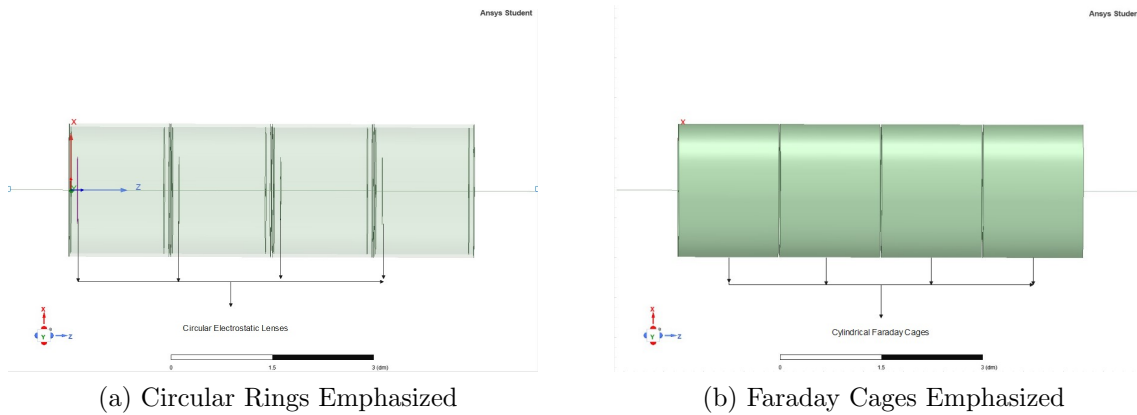 Ansys Student
X
Z
Y
Circular Electrostatic Lenses
X
Y
Z
0
1.5
3 (dm)
(a) Circular Rings Emphasized
Ansys Studen
X
Cylindrical Faraday Cages
X
Y
Z
0
1.5
3 (dm)
(b) Faraday Cages Emphasized